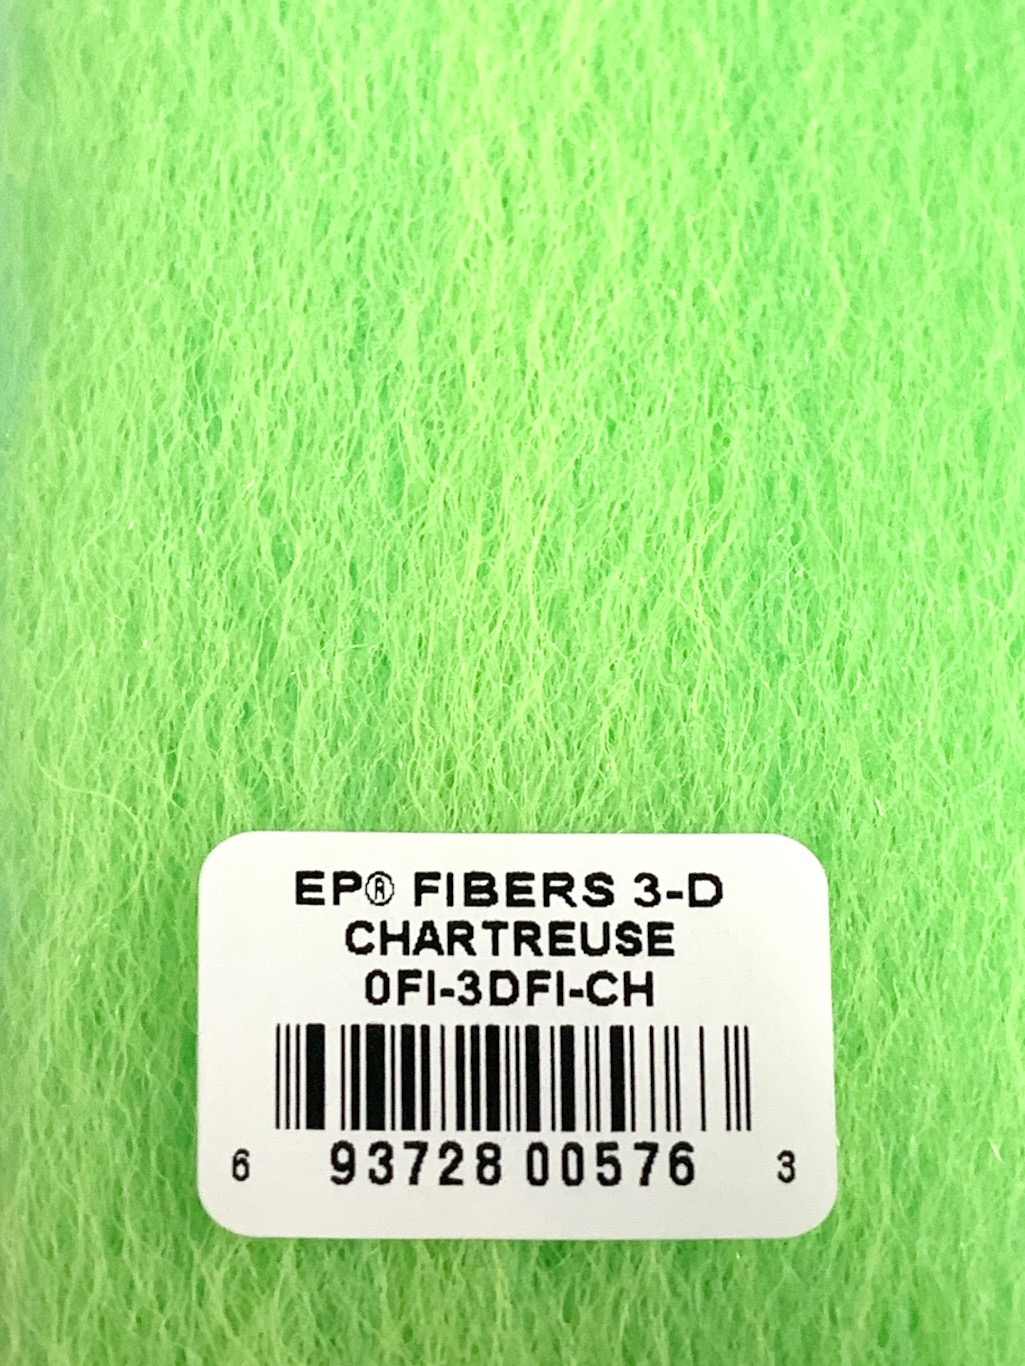 EP® FIBERS 3-D
CHARTREUSE
0FI-3DFI-CH
6 93728 00576 3